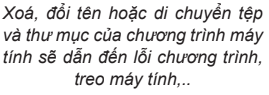 Xoá, đổi tên hoặc di chuyển tệp
và thư mục của chương trình máy
tính sẽ dẫn đến lỗi chương trình,
treo máy tính,..